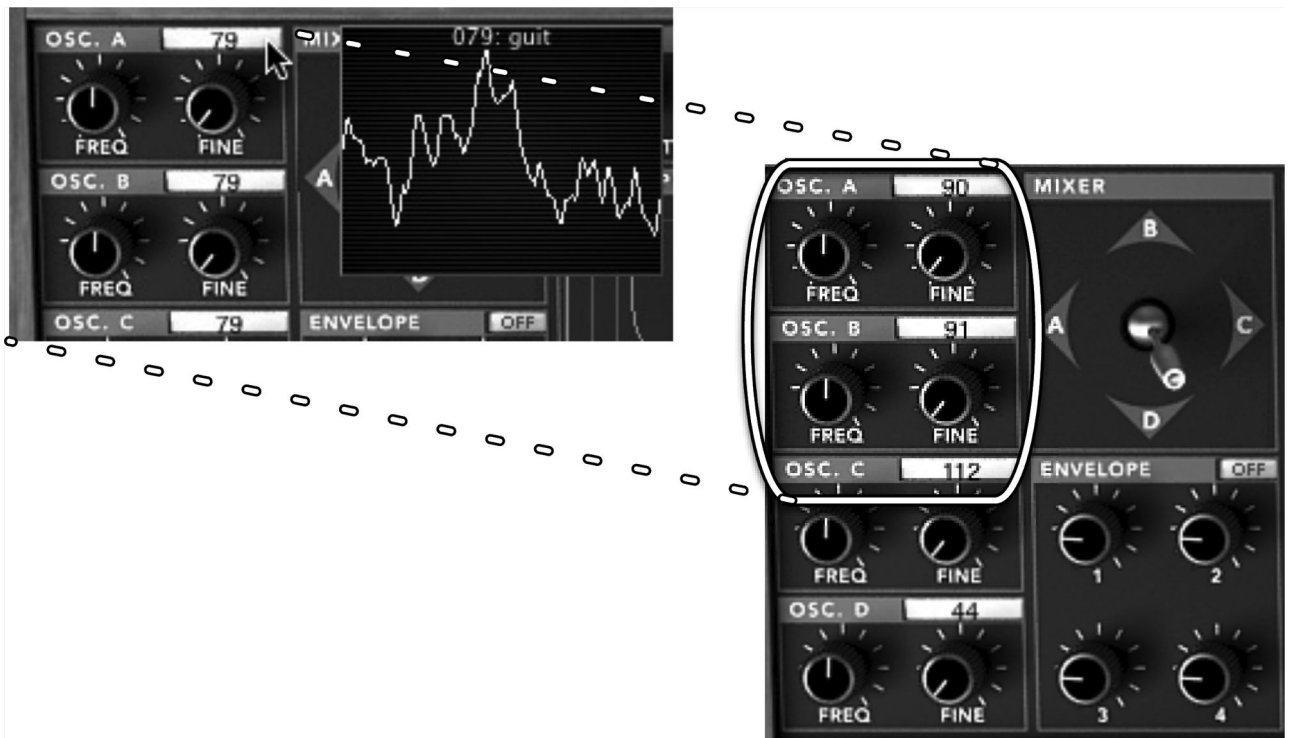 OSC. A 79
MIX
079: guit
FREQ FINE
OSC. B 79
A
FREQ FINE
OSC. C 79
ENVELOPE OFF
OSC. A 90
MIXER
B
FREQ FINE
OSC. B 91
A C
FREQ FINE
D
OSC. C 112
ENVELOPE OFF
FREQ FINE
1 2
OSC. D 44
FREQ FINE
3 4